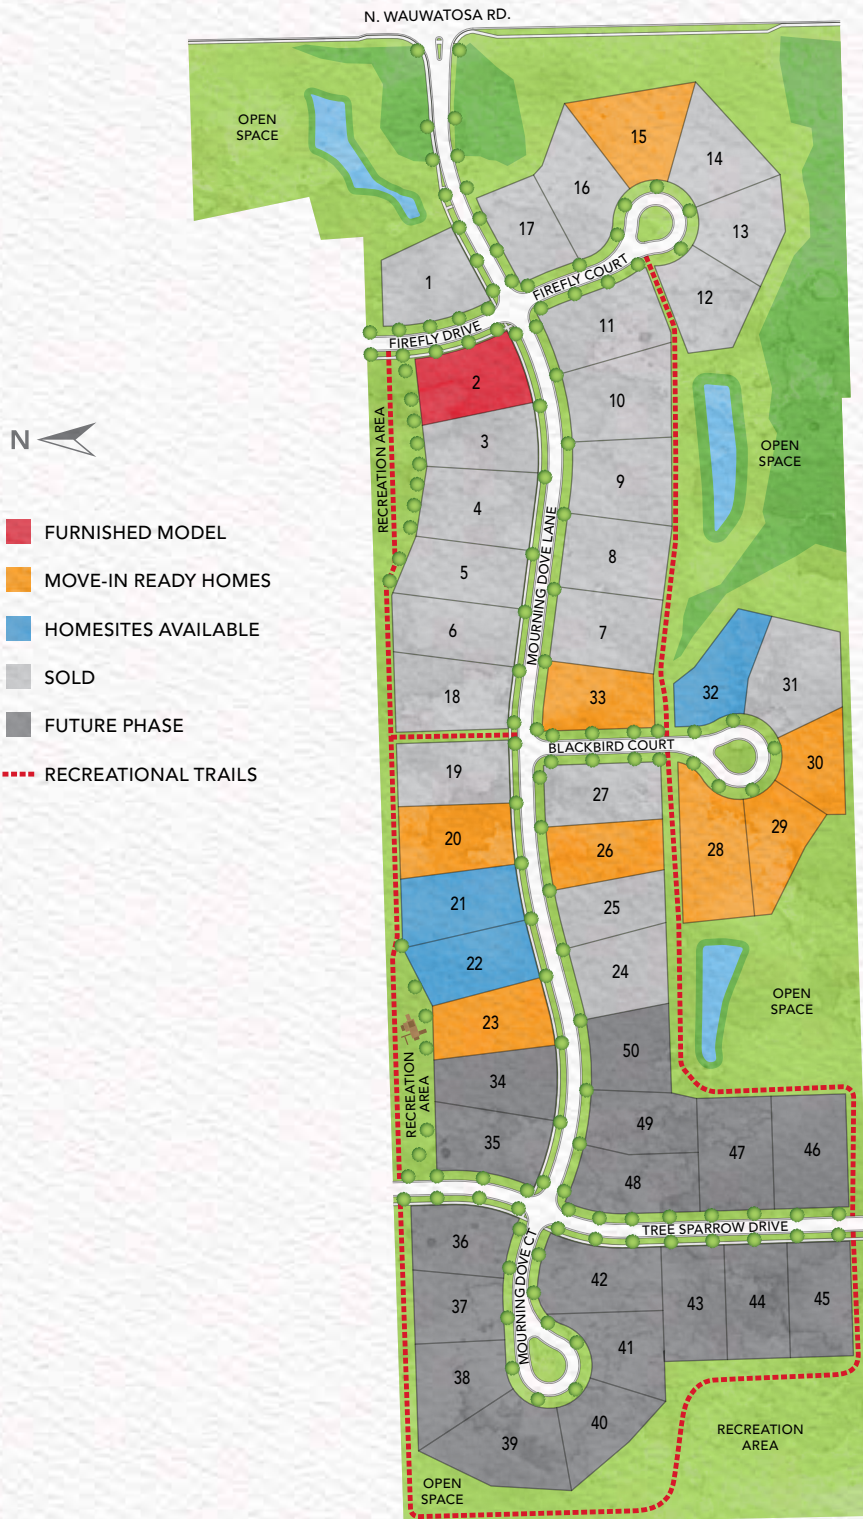 N. WAUWATOSA RD.
OPEN
SPACE
15
14
16
17
13
1
12
FIREFLY COURT
FIREFLY DRIVE
11
2
10
RECREATION AREA
3
N
OPEN
SPACE
9
4
MOURNING DOVE LANE
8
5
6
7
18
33
32
31
FURNISHED MODEL
MOVE-IN READY HOMES
HOMESITES AVAILABLE
SOLD
FUTURE PHASE
RECREATIONAL TRAILS
BLACKBIRD COURT
30
19
27
29
20
26
28
21
25
22
24
OPEN
SPACE
23
50
RECREATION
AREA
34
49
35
47
46
48
TREE SPARROW DRIVE
36
MOURNING DOVE CT
42
37
43
44
45
41
38
40
39
RECREATION
AREA
OPEN
SPACE